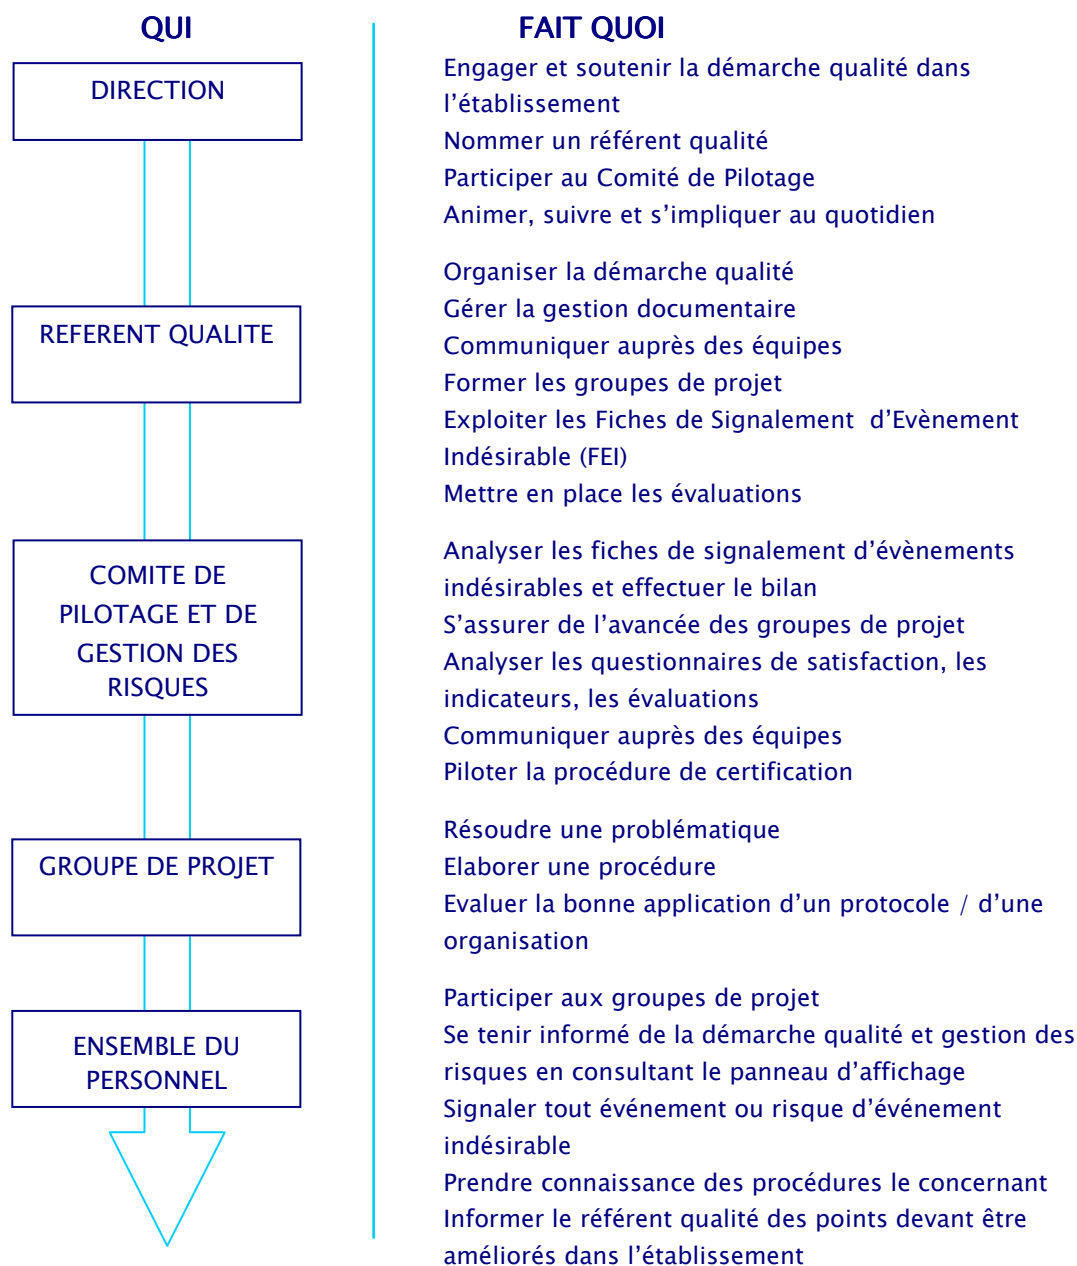 QUI
FAIT QUOI
DIRECTION
Engager et soutenir la démarche qualité dans
l’établissement
Nommer un référent qualité
Participer au Comité de Pilotage
Animer, suivre et s’impliquer au quotidien
REFERENT QUALITE
Organiser la démarche qualité
Gérer la gestion documentaire
Communiquer auprès des équipes
Former les groupes de projet
Exploiter les Fiches de Signalement  d’Evènement
Indésirable (FEI)
Mettre en place les évaluations
COMITE DE
PILOTAGE ET DE
GESTION DES
RISQUES
Analyser les fiches de signalement d’évènements
indésirables et effectuer le bilan
S’assurer de l’avancée des groupes de projet
Analyser les questionnaires de satisfaction, les
indicateurs, les évaluations
Communiquer auprès des équipes
Piloter la procédure de certification
GROUPE DE PROJET
Résoudre une problématique
Elaborer une procédure
Evaluer la bonne application d’un protocole / d’une
organisation
ENSEMBLE DU
PERSONNEL
Participer aux groupes de projet
Se tenir informé de la démarche qualité et gestion des
risques en consultant le panneau d’affichage
Signaler tout événement ou risque d’événement
indésirable
Prendre connaissance des procédures le concernant
Informer le référent qualité des points devant être
améliorés dans l’établissement